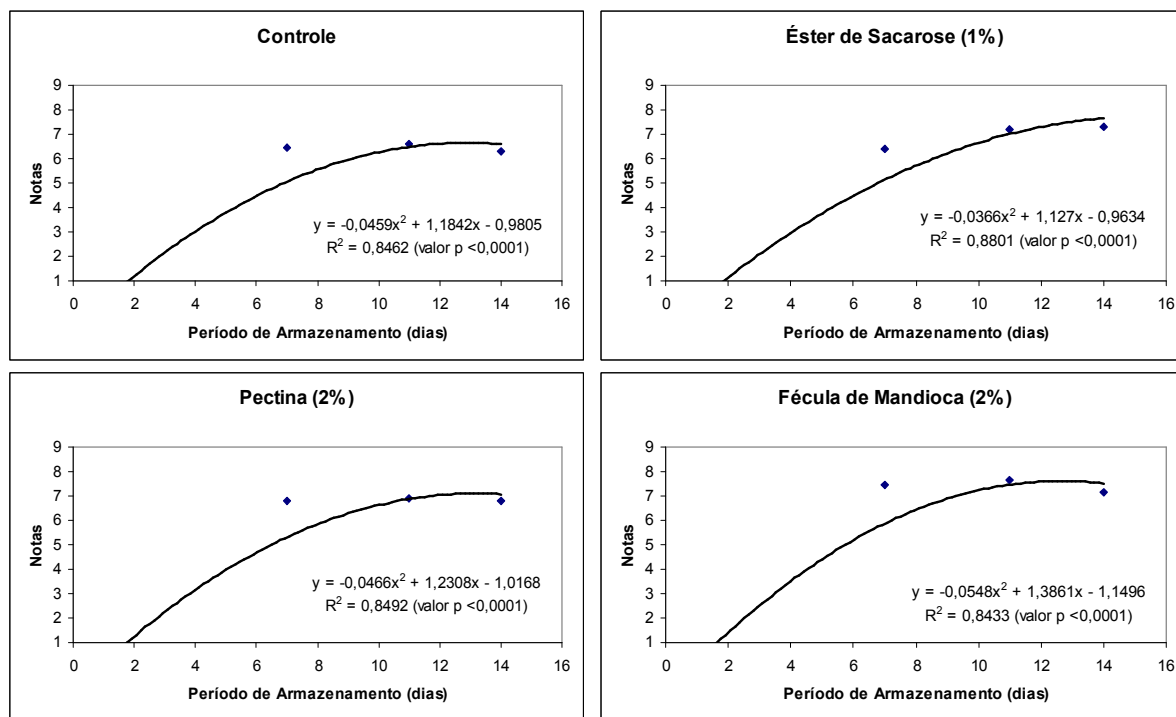 Controle
9
8
7
6
5
4
3
2
1
Notas
y = -0,0459x² + 1,1842x - 0,9805
R² = 0,8462 (valor p <0,0001)
0 2 4 6 8 10 12 14 16
Período de Armazenamento (dias)
Éster de Sacarose (1%)
9
8
7
6
5
4
3
2
1
Notas
y = -0,0366x² + 1,127x - 0,9634
R² = 0,8801 (valor p <0,0001)
0 2 4 6 8 10 12 14 16
Período de Armazenamento (dias)
Pectina (2%)
9
8
7
6
5
4
3
2
1
Notas
y = -0,0466x² + 1,2308x - 1,0168
R² = 0,8492 (valor p <0,0001)
0 2 4 6 8 10 12 14 16
Período de Armazenamento (dias)
Fécula de Mandioca (2%)
9
8
7
6
5
4
3
2
1
Notas
y = -0,0548x² + 1,3861x - 1,1496
R² = 0,8433 (valor p <0,0001)
0 2 4 6 8 10 12 14 16
Período de Armazenamento (dias)